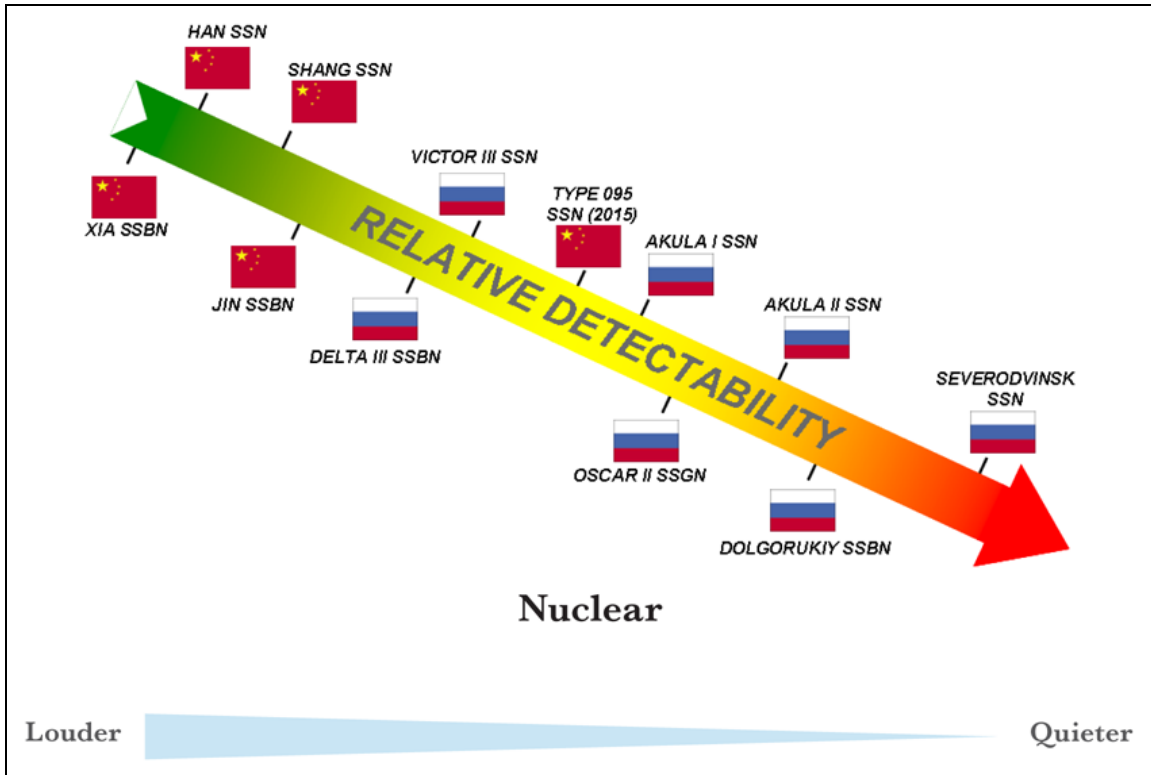 HAN SSN
SHANG SSN
XIA SSBN
JIN SSBN
VICTOR III SSN
DELTA III SSBN
TYPE 095
SSN (2015)
AKULA I SSN
RELATIVE DETECTABILITY
OSCAR II SSGN
AKULA II SSN
DOLGORUKIY SSBN
SEVERODVINSK
SSN
Nuclear
Louder
Quieter